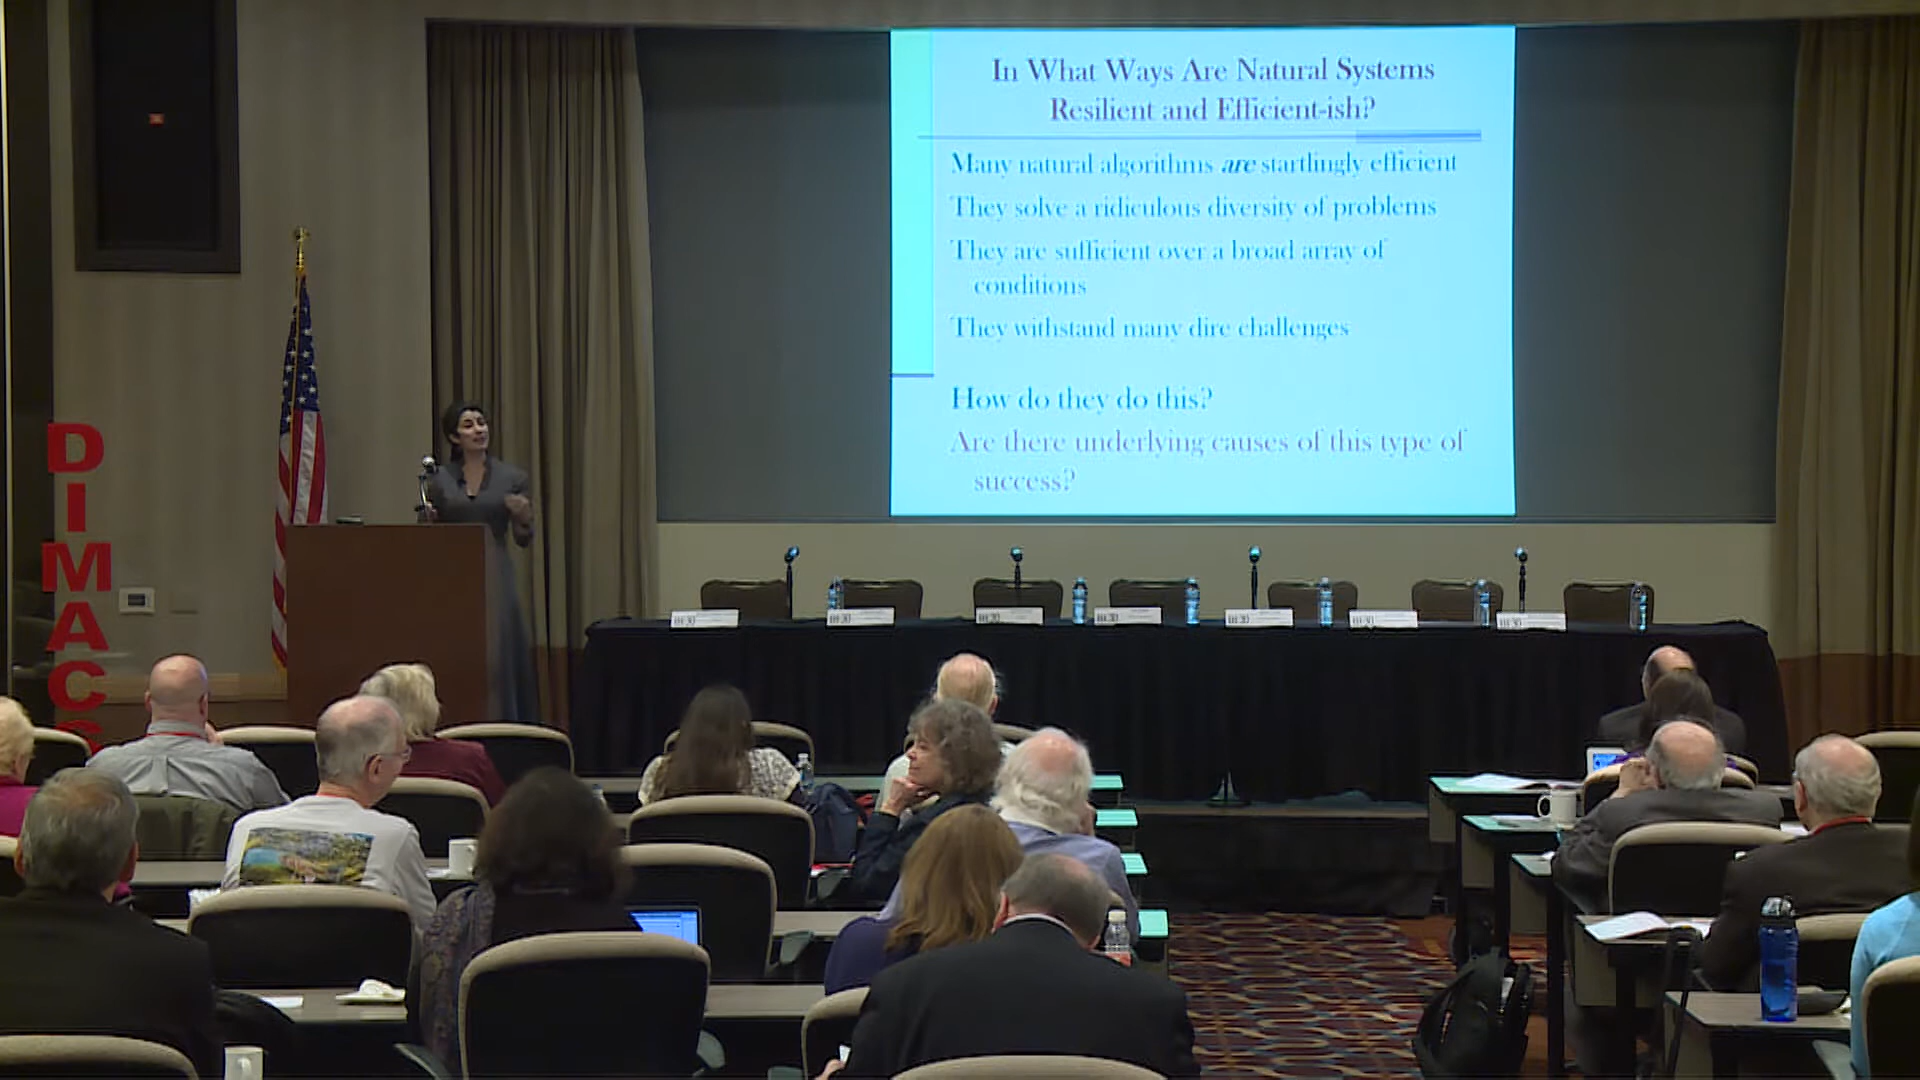 In What Ways Are Natural Systems
Resilient and Efficient-ish?
Many natural algorithms are startlingly efficient
They solve a ridiculous diversity of problems
They are sufficient over a broad array of
conditions
They withstand many dire challenges
How do they do this?
Are there underlying causes of this type of
success?
DIMACS